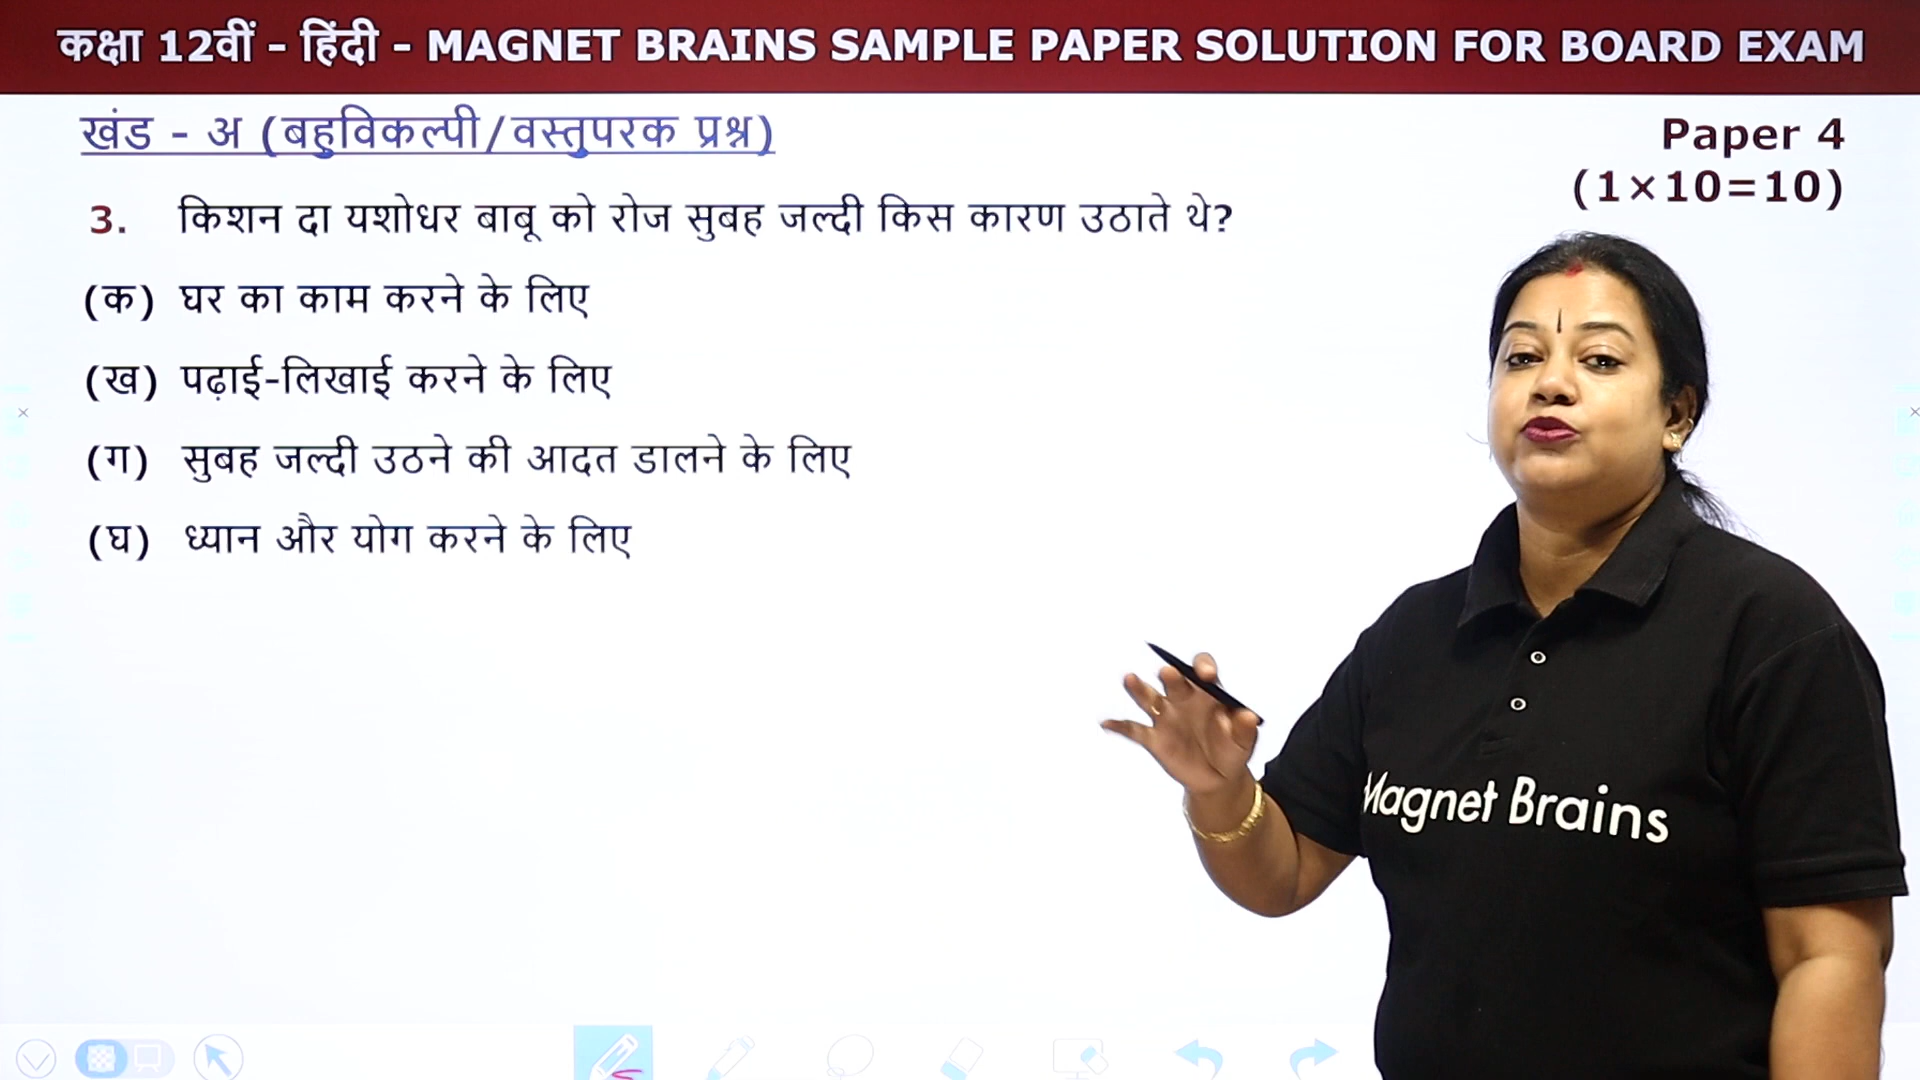 कक्षा 12वीं - हिंदी - MAGNET BRAINS SAMPLE PAPER SOLUTION FOR BOARD EXAM
खंड - अ (बहुविकल्पी/वस्तुपरक प्रश्न)
Paper 4
(1×10=10)
3. किशन दा यशोधर बाबू को रोज सुबह जल्दी किस कारण उठाते थे?
(क) घर का काम करने के लिए
(ख) पढ़ाई-लिखाई करने के लिए
(ग) सुबह जल्दी उठने की आदत डालने के लिए
(घ) ध्यान और योग करने के लिए
Magnet Brains